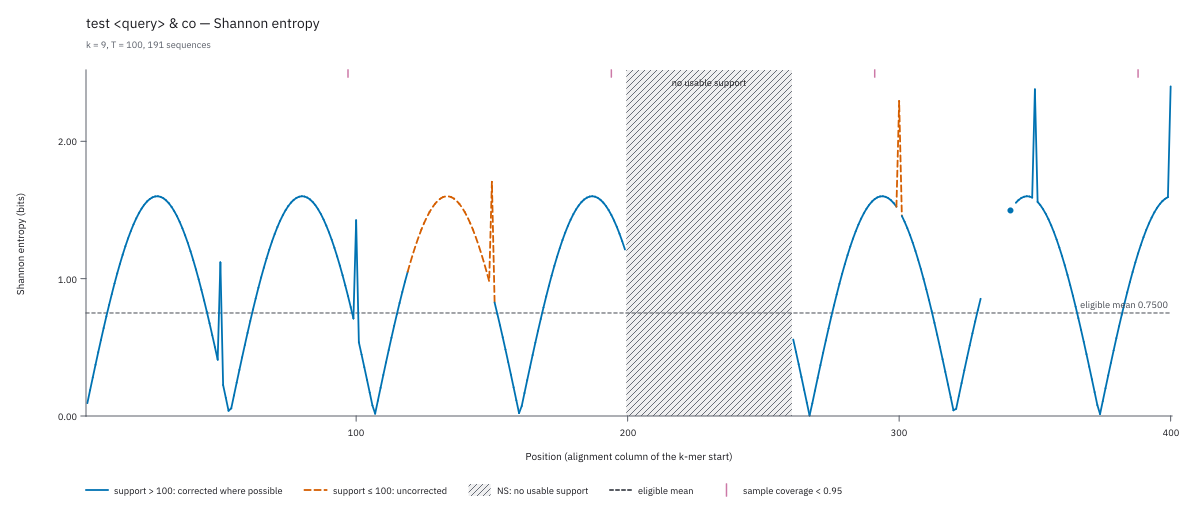 test <query> & co — Shannon entropy
k = 9, T = 100, 191 sequences
no usable support
2.00
Shannon entropy (bits)
1.00
eligible mean 0.7500
0.00
100 200 300 400
Position (alignment column of the k-mer start)
support > 100: corrected where possible support ≤ 100: uncorrected NS: no usable support eligible mean sample coverage < 0.95